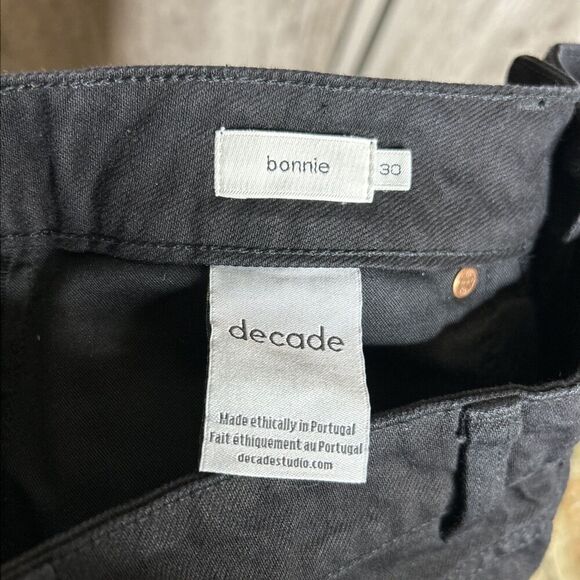 bonnie
30
decade
Made ethically in Portugal
Fait éthiquement au Portugal
decadestudio.com